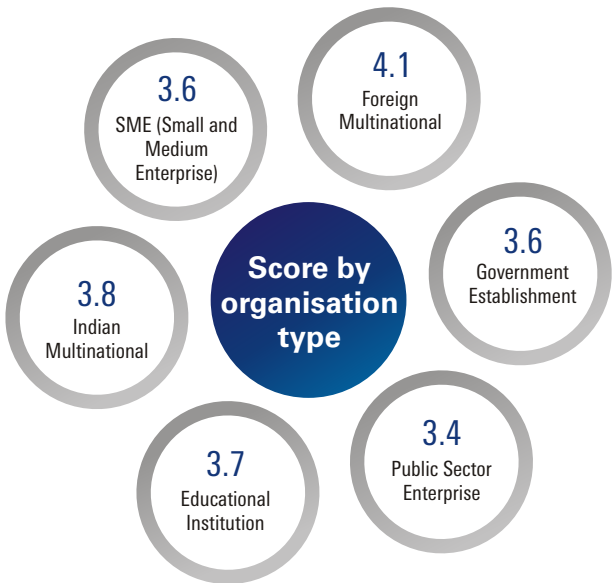 Score by
organisation
type
4.1
Foreign
Multinational
3.6
Government
Establishment
3.4
Public Sector
Enterprise
3.7
Educational
Institution
3.8
Indian
Multinational
3.6
SME (Small and
Medium
Enterprise)